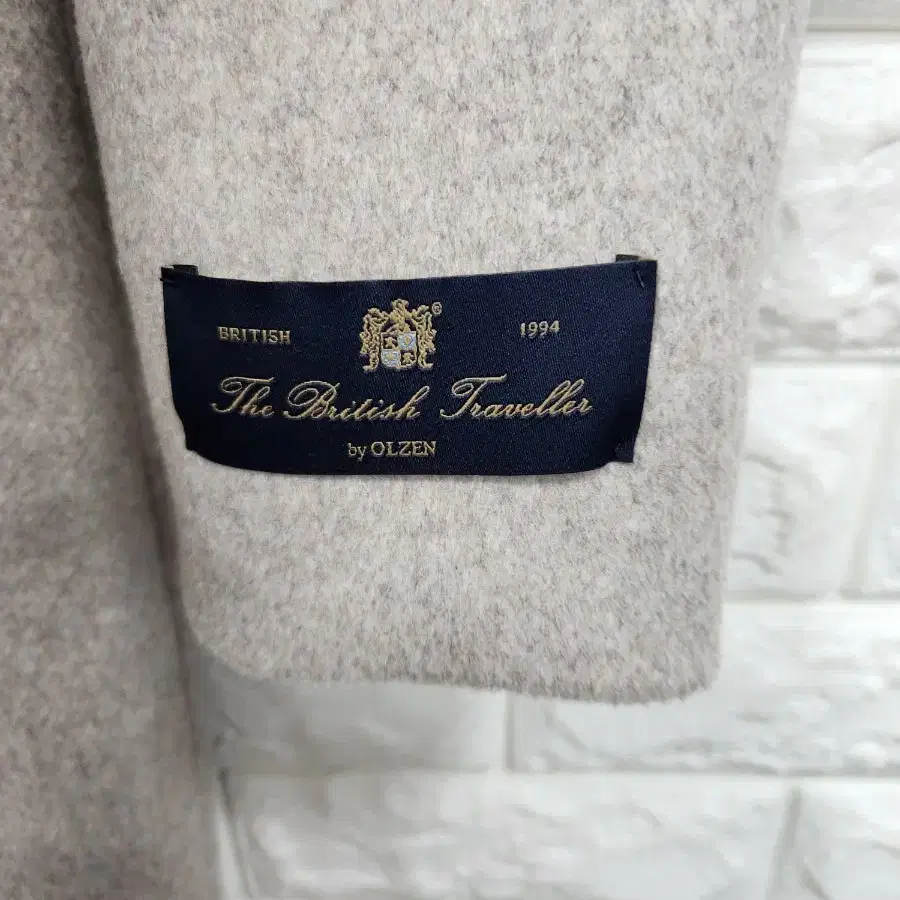 BRITISH ® 1994
The British Traveller
by OLZEN